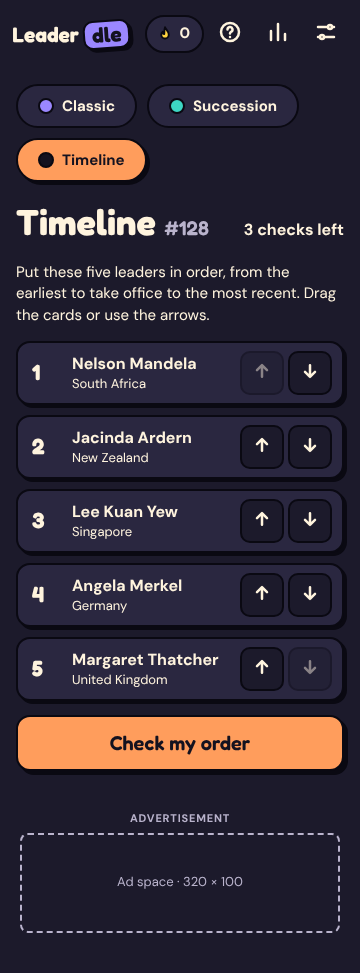 Leader dle 0
Classic
Succession
Timeline
Timeline #128 3 checks left
Put these five leaders in order, from the
earliest to take office to the most recent. Drag
the cards or use the arrows.
1 Nelson Mandela
South Africa
2 Jacinda Ardern
New Zealand
3 Lee Kuan Yew
Singapore
4 Angela Merkel
Germany
5 Margaret Thatcher
United Kingdom
Check my order
ADVERTISEMENT
Ad space · 320 × 100